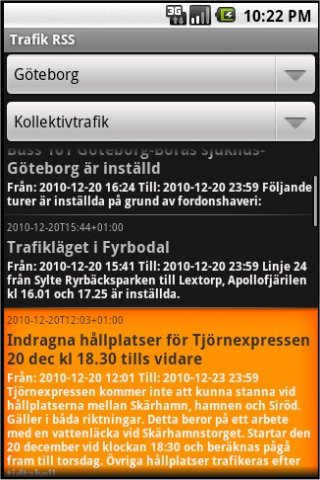 3G 10:22 PM
Trafik RSS
Göteborg
Kollektivtrafik
Buss 101 Göteborg-Borås sjukhus-
Göteborg är inställd
Från: 2010-12-20 16:24 Till: 2010-12-20 23:59 Följande
turer är inställda på grund av fordonshaveri:
2010-12-20T15:44+01:00
Trafikläget i Fyrbodal
Från: 2010-12-20 15:41 Till: 2010-12-20 23:59 Linje 24
från Sylte Ryrbäcksparken till Lextorp, Apollofjärilen
kl 16.01 och 17.25 är inställda.
2010-12-20T12:03+01:00
Indragna hållplatser för Tjörnexpressen
20 dec kl 18.30 tills vidare
Från: 2010-12-20 12:01 Till: 2010-12-23 23:59
Tjörnexpressen kommer inte att kunna stanna vid
hållplatserna mellan Skärhamn, hamnen och Siröd.
Gäller i båda riktningar. Detta beror på ett arbete
med en vattenläcka vid Skärhamnstorget. Startar den
20 december vid klockan 18:30 och beräknas pågå
fram till torsdag. Övriga hållplatser trafikeras efter
tidtabell.